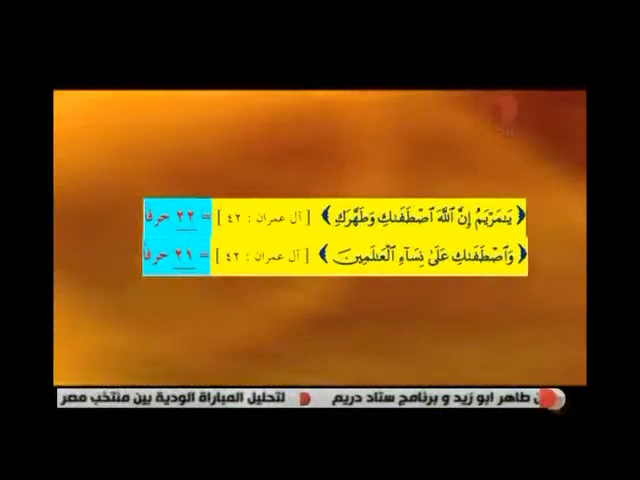 ﴿ يَٰمَرْيَمُ إِنَّ ٱللَّهَ ٱصْطَفَىٰكِ وَطَهَّرَكِ ﴾ [ آل عمران : ٤٢ ] = ٢٢ حرفاً
﴿ وَٱصْطَفَىٰكِ عَلَىٰ نِسَآءِ ٱلْعَٰلَمِينَ ﴾ [ آل عمران : ٤٢ ] = ٢١ حرفاً
طاهر ابو زيد و برنامج ستاد دريم لتحليل المباراة الودية بين منتخب مصر